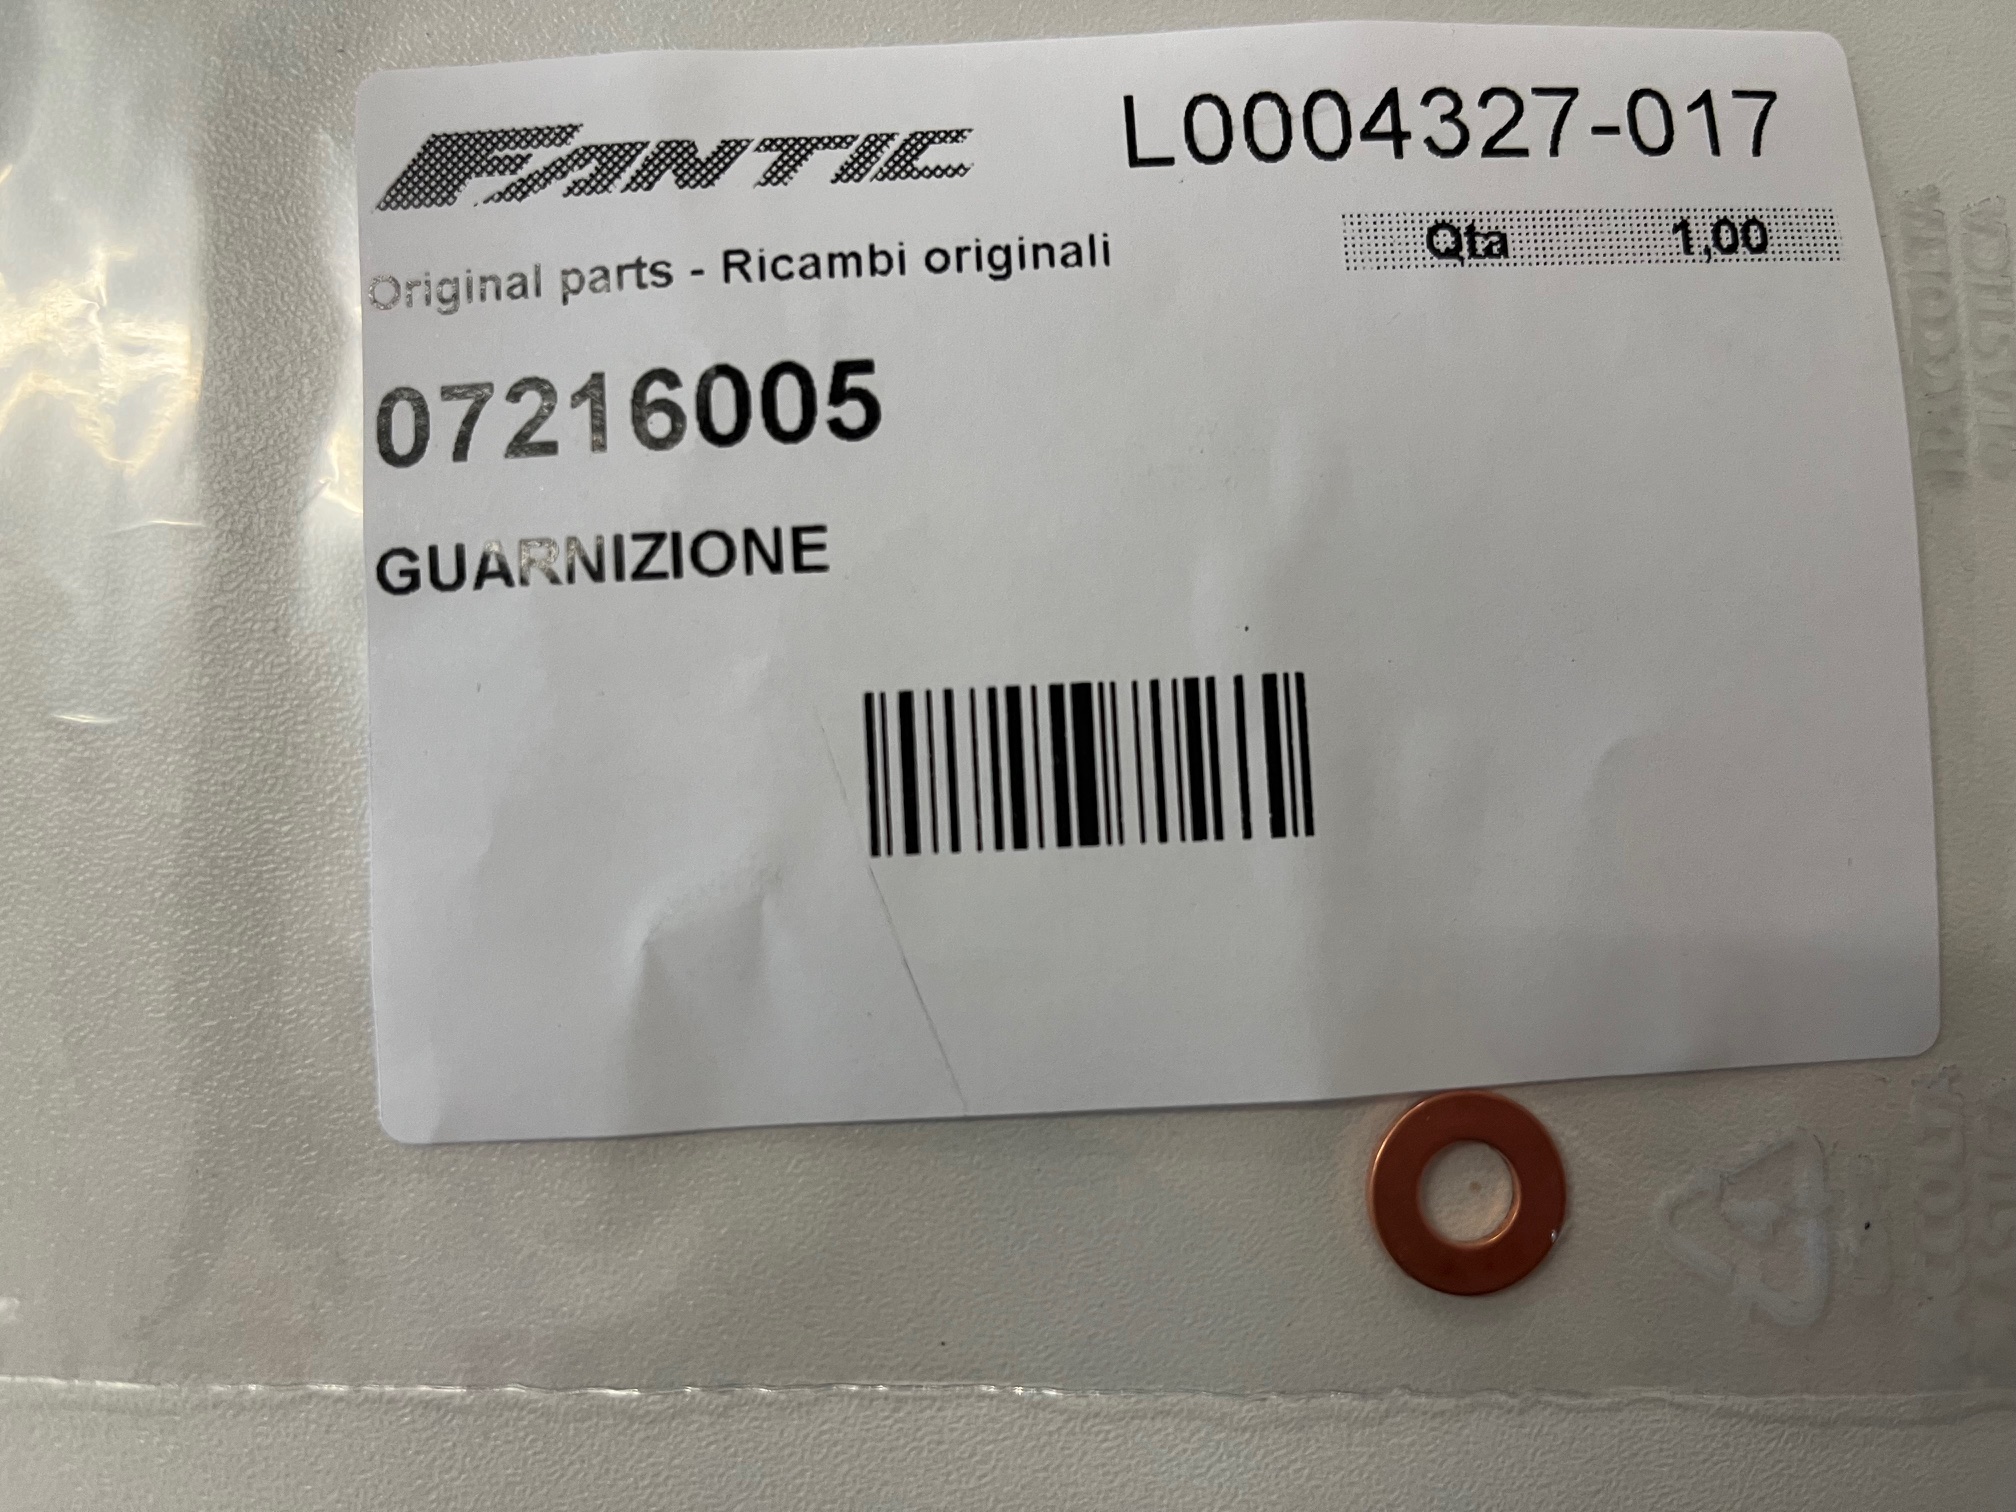 FANTIC
L0004327-017
Original parts - Ricambi originali
Qta 1,00
07216005
GUARNIZIONE